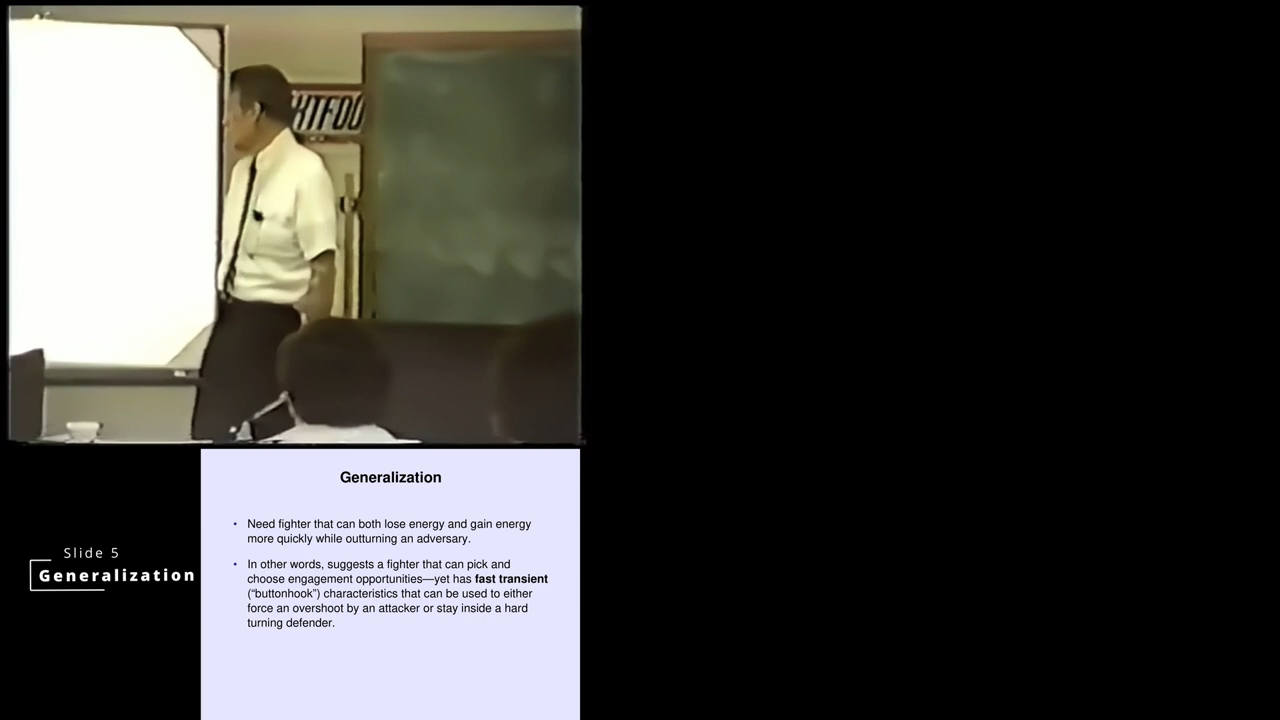 Slide 5
Generalization
Generalization
• Need fighter that can both lose energy and gain energy
more quickly while outturning an adversary.
• In other words, suggests a fighter that can pick and
choose engagement opportunities—yet has fast transient
(“buttonhook”) characteristics that can be used to either
force an overshoot by an attacker or stay inside a hard
turning defender.